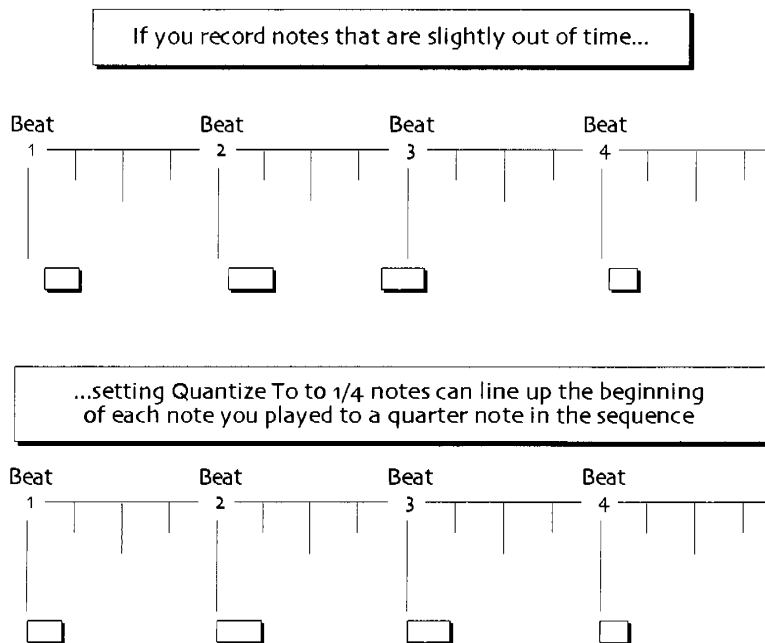 If you record notes that are slightly out of time...
Beat Beat Beat Beat
1 2 3 4
...setting Quantize To to 1/4 notes can line up the beginning
of each note you played to a quarter note in the sequence
Beat Beat Beat Beat
1 2 3 4